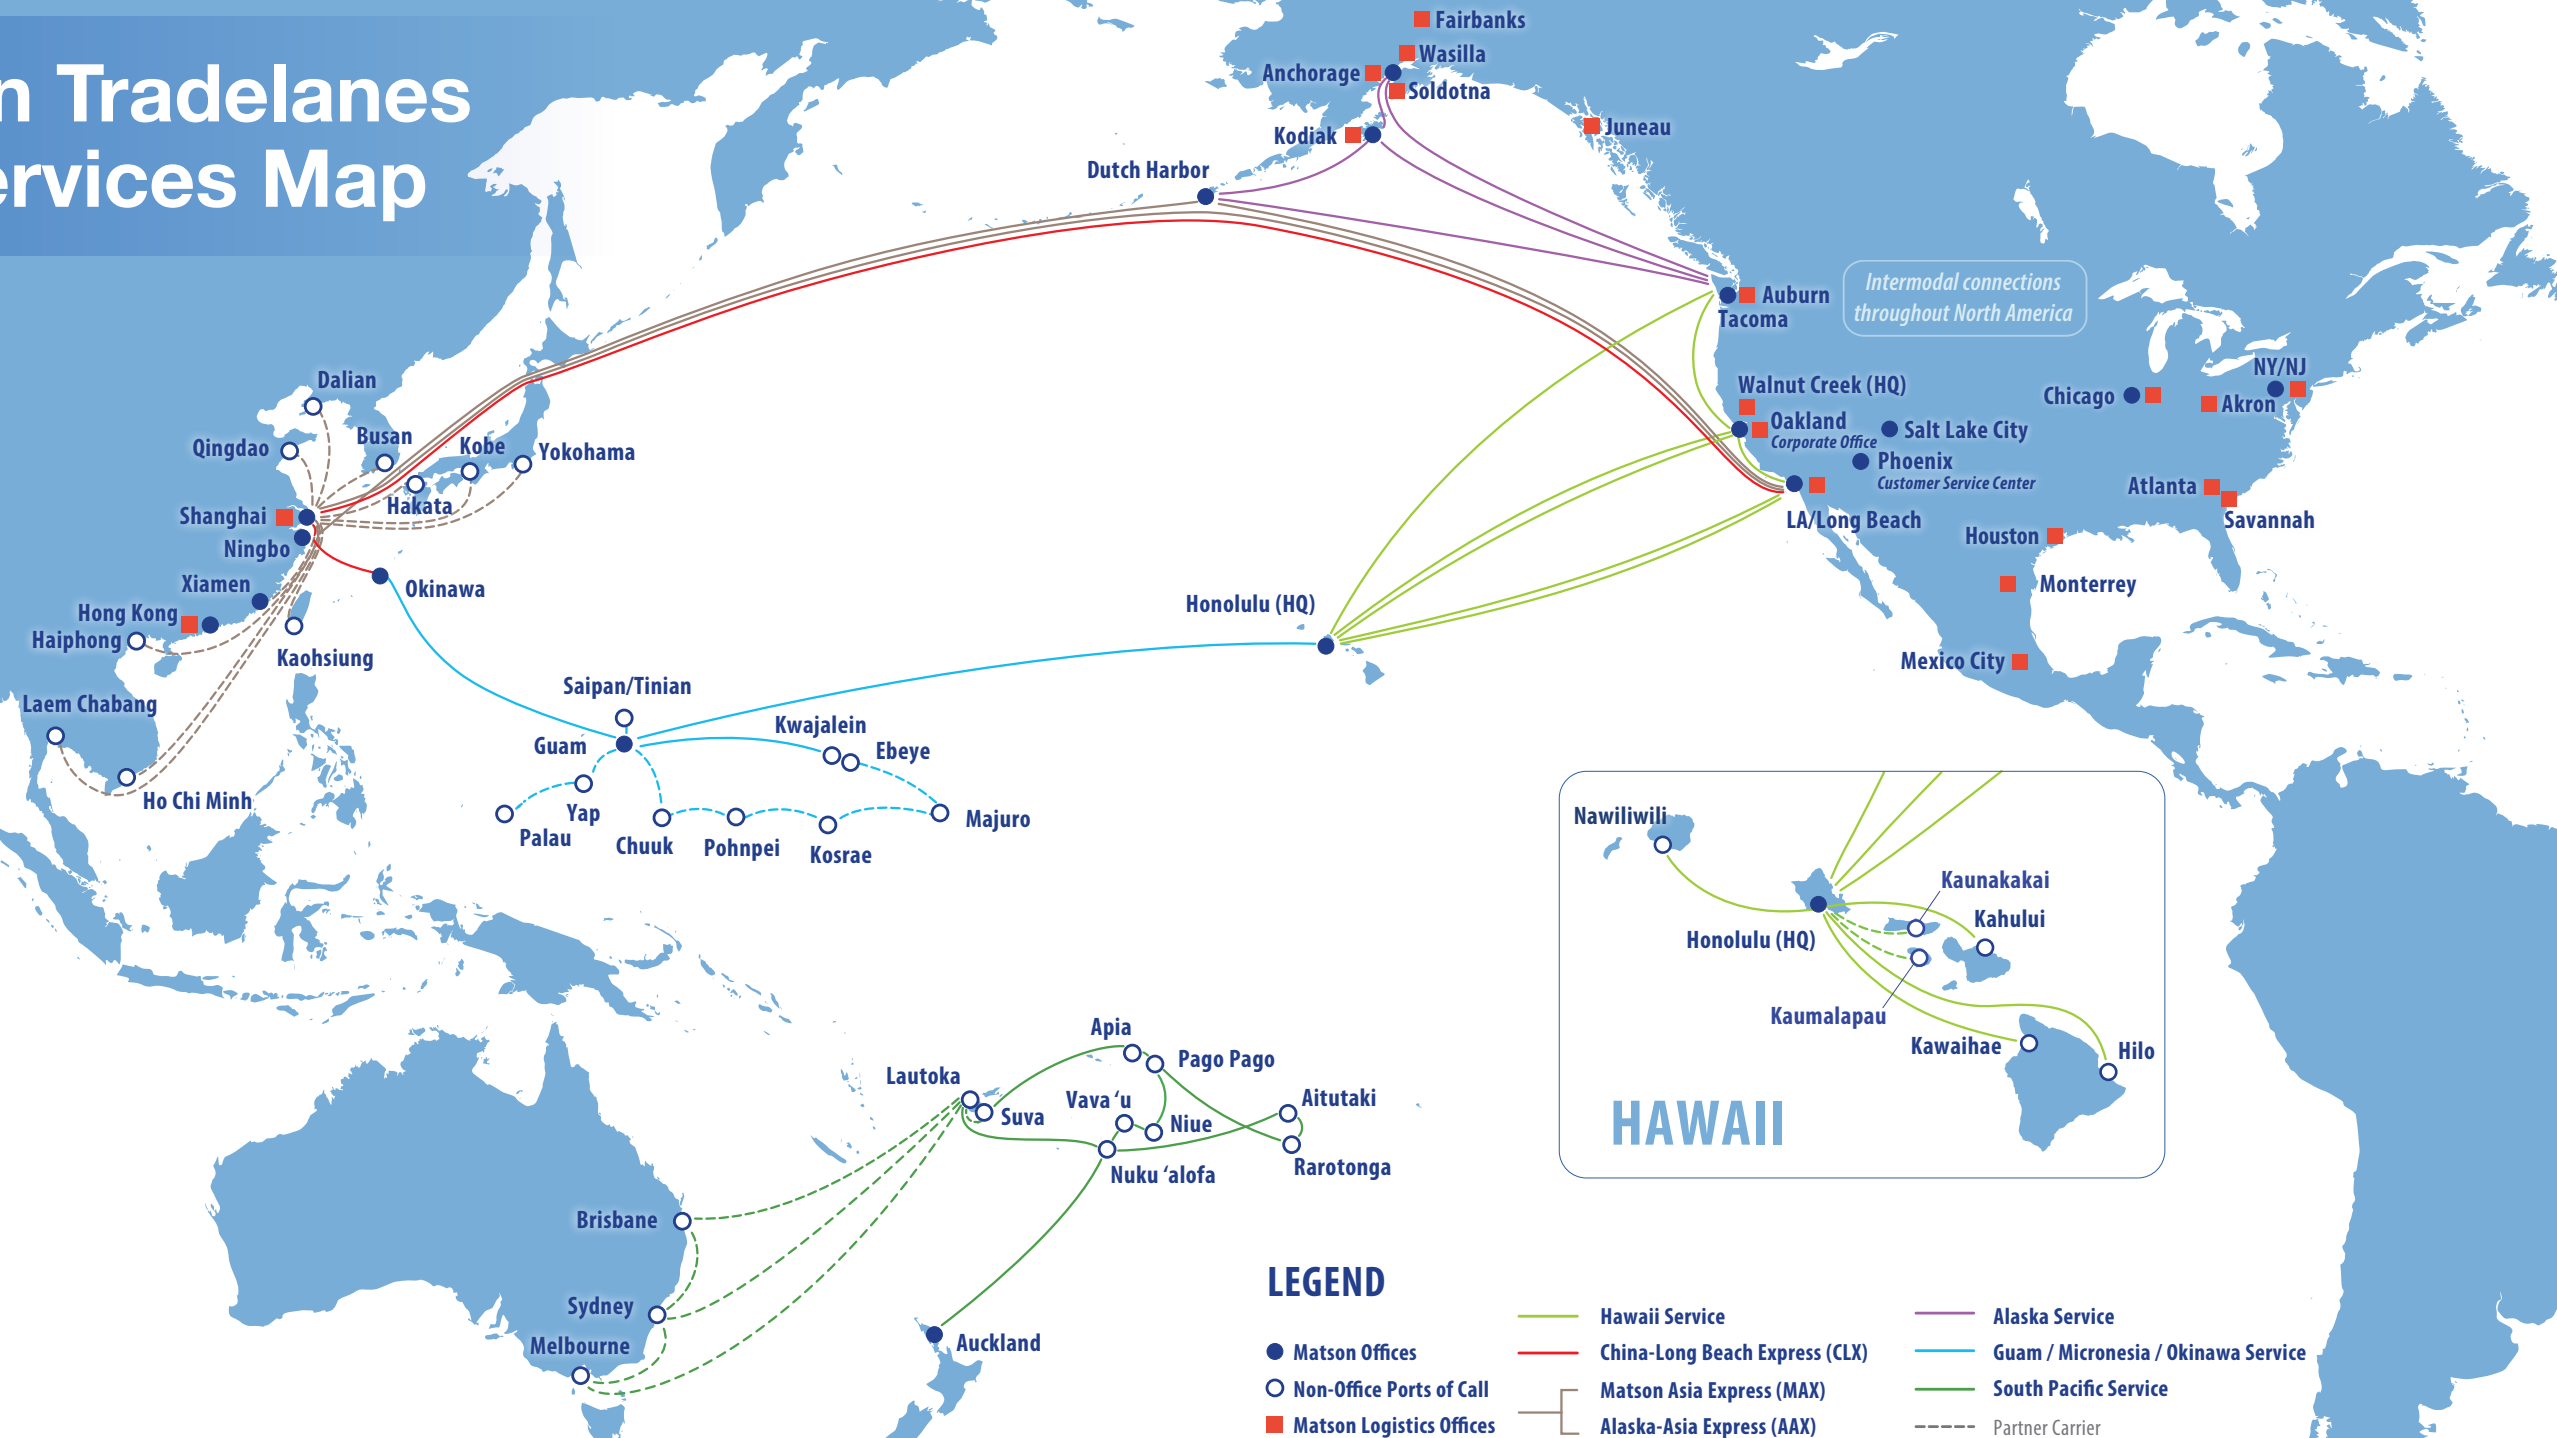 n Tradelanes
ervices Map
Fairbanks
Wasilla
Anchorage
Soldotna
Kodiak
Juneau
Dutch Harbor
Auburn
Tacoma
Intermodal connections
throughout North America
Walnut Creek (HQ)
Oakland
Corporate Office
Salt Lake City
Phoenix
Customer Service Center
LA/Long Beach
Chicago
NY/NJ
Akron
Atlanta
Savannah
Houston
Monterrey
Mexico City
Dalian
Qingdao
Busan
Kobe
Yokohama
Hakata
Shanghai
Ningbo
Xiamen
Okinawa
Hong Kong
Haiphong
Kaohsiung
Laem Chabang
Ho Chi Minh
Honolulu (HQ)
Saipan/Tinian
Guam
Kwajalein
Ebeye
Yap
Palau
Chuuk
Pohnpei
Kosrae
Majuro
Nawiliwili
Kaunakakai
Kahului
Honolulu (HQ)
Kaumalapau
Kawaihae
Hilo
HAWAII
Apia
Pago Pago
Lautoka
Suva
Vava ‘u
Niue
Aitutaki
Nuku ‘alofa
Rarotonga
Brisbane
Sydney
Melbourne
Auckland
LEGEND
Matson Offices
Non-Office Ports of Call
Matson Logistics Offices
Hawaii Service
China-Long Beach Express (CLX)
Matson Asia Express (MAX)
Alaska-Asia Express (AAX)
Alaska Service
Guam / Micronesia / Okinawa Service
South Pacific Service
Partner Carrier